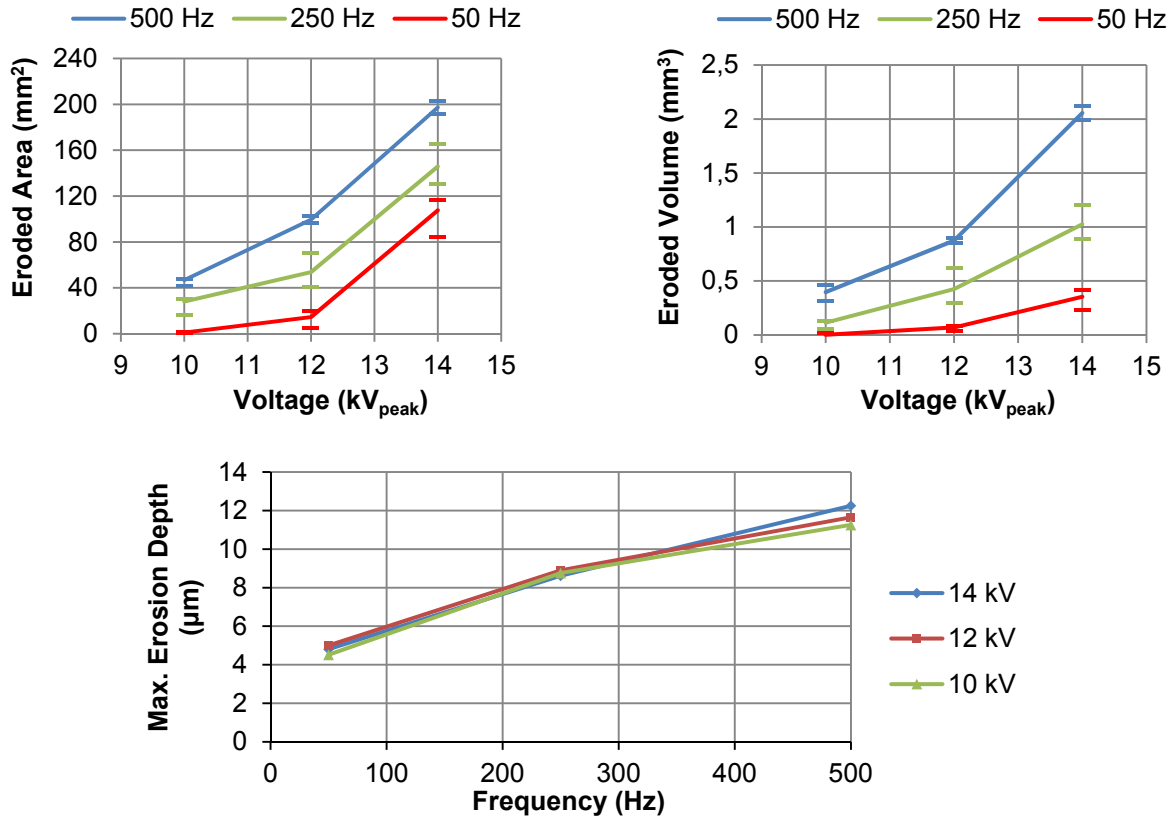 500 Hz 250 Hz 50 Hz
Eroded Area (mm²)
240
200
160
120
80
40
0
9 10 11 12 13 14 15
Voltage (kVpeak)
500 Hz 250 Hz 50 Hz
Eroded Volume (mm³)
2,5
2
1,5
1
0,5
0
9 10 11 12 13 14 15
Voltage (kVpeak)
Max. Erosion Depth
(µm)
14
12
10
8
6
4
2
0
0 100 200 300 400 500
Frequency (Hz)
14 kV
12 kV
10 kV